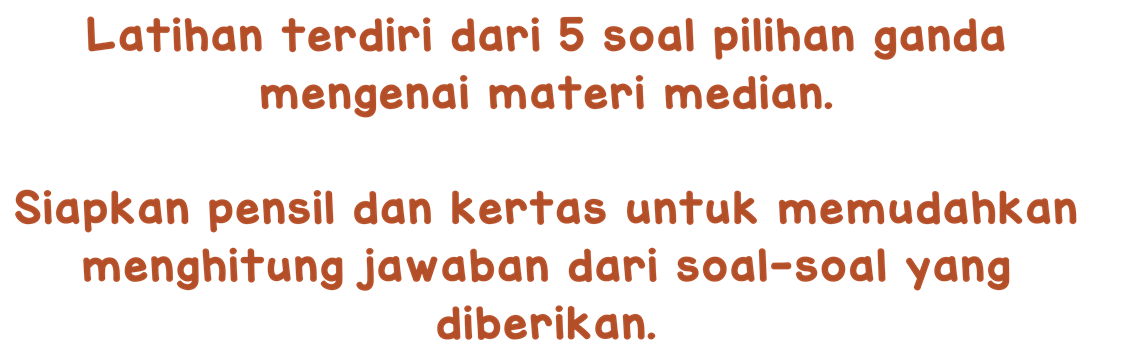 Latihan terdiri dari 5 soal pilihan ganda
mengenai materi median.
Siapkan pensil dan kertas untuk memudahkan
menghitung jawaban dari soal-soal yang
diberikan.